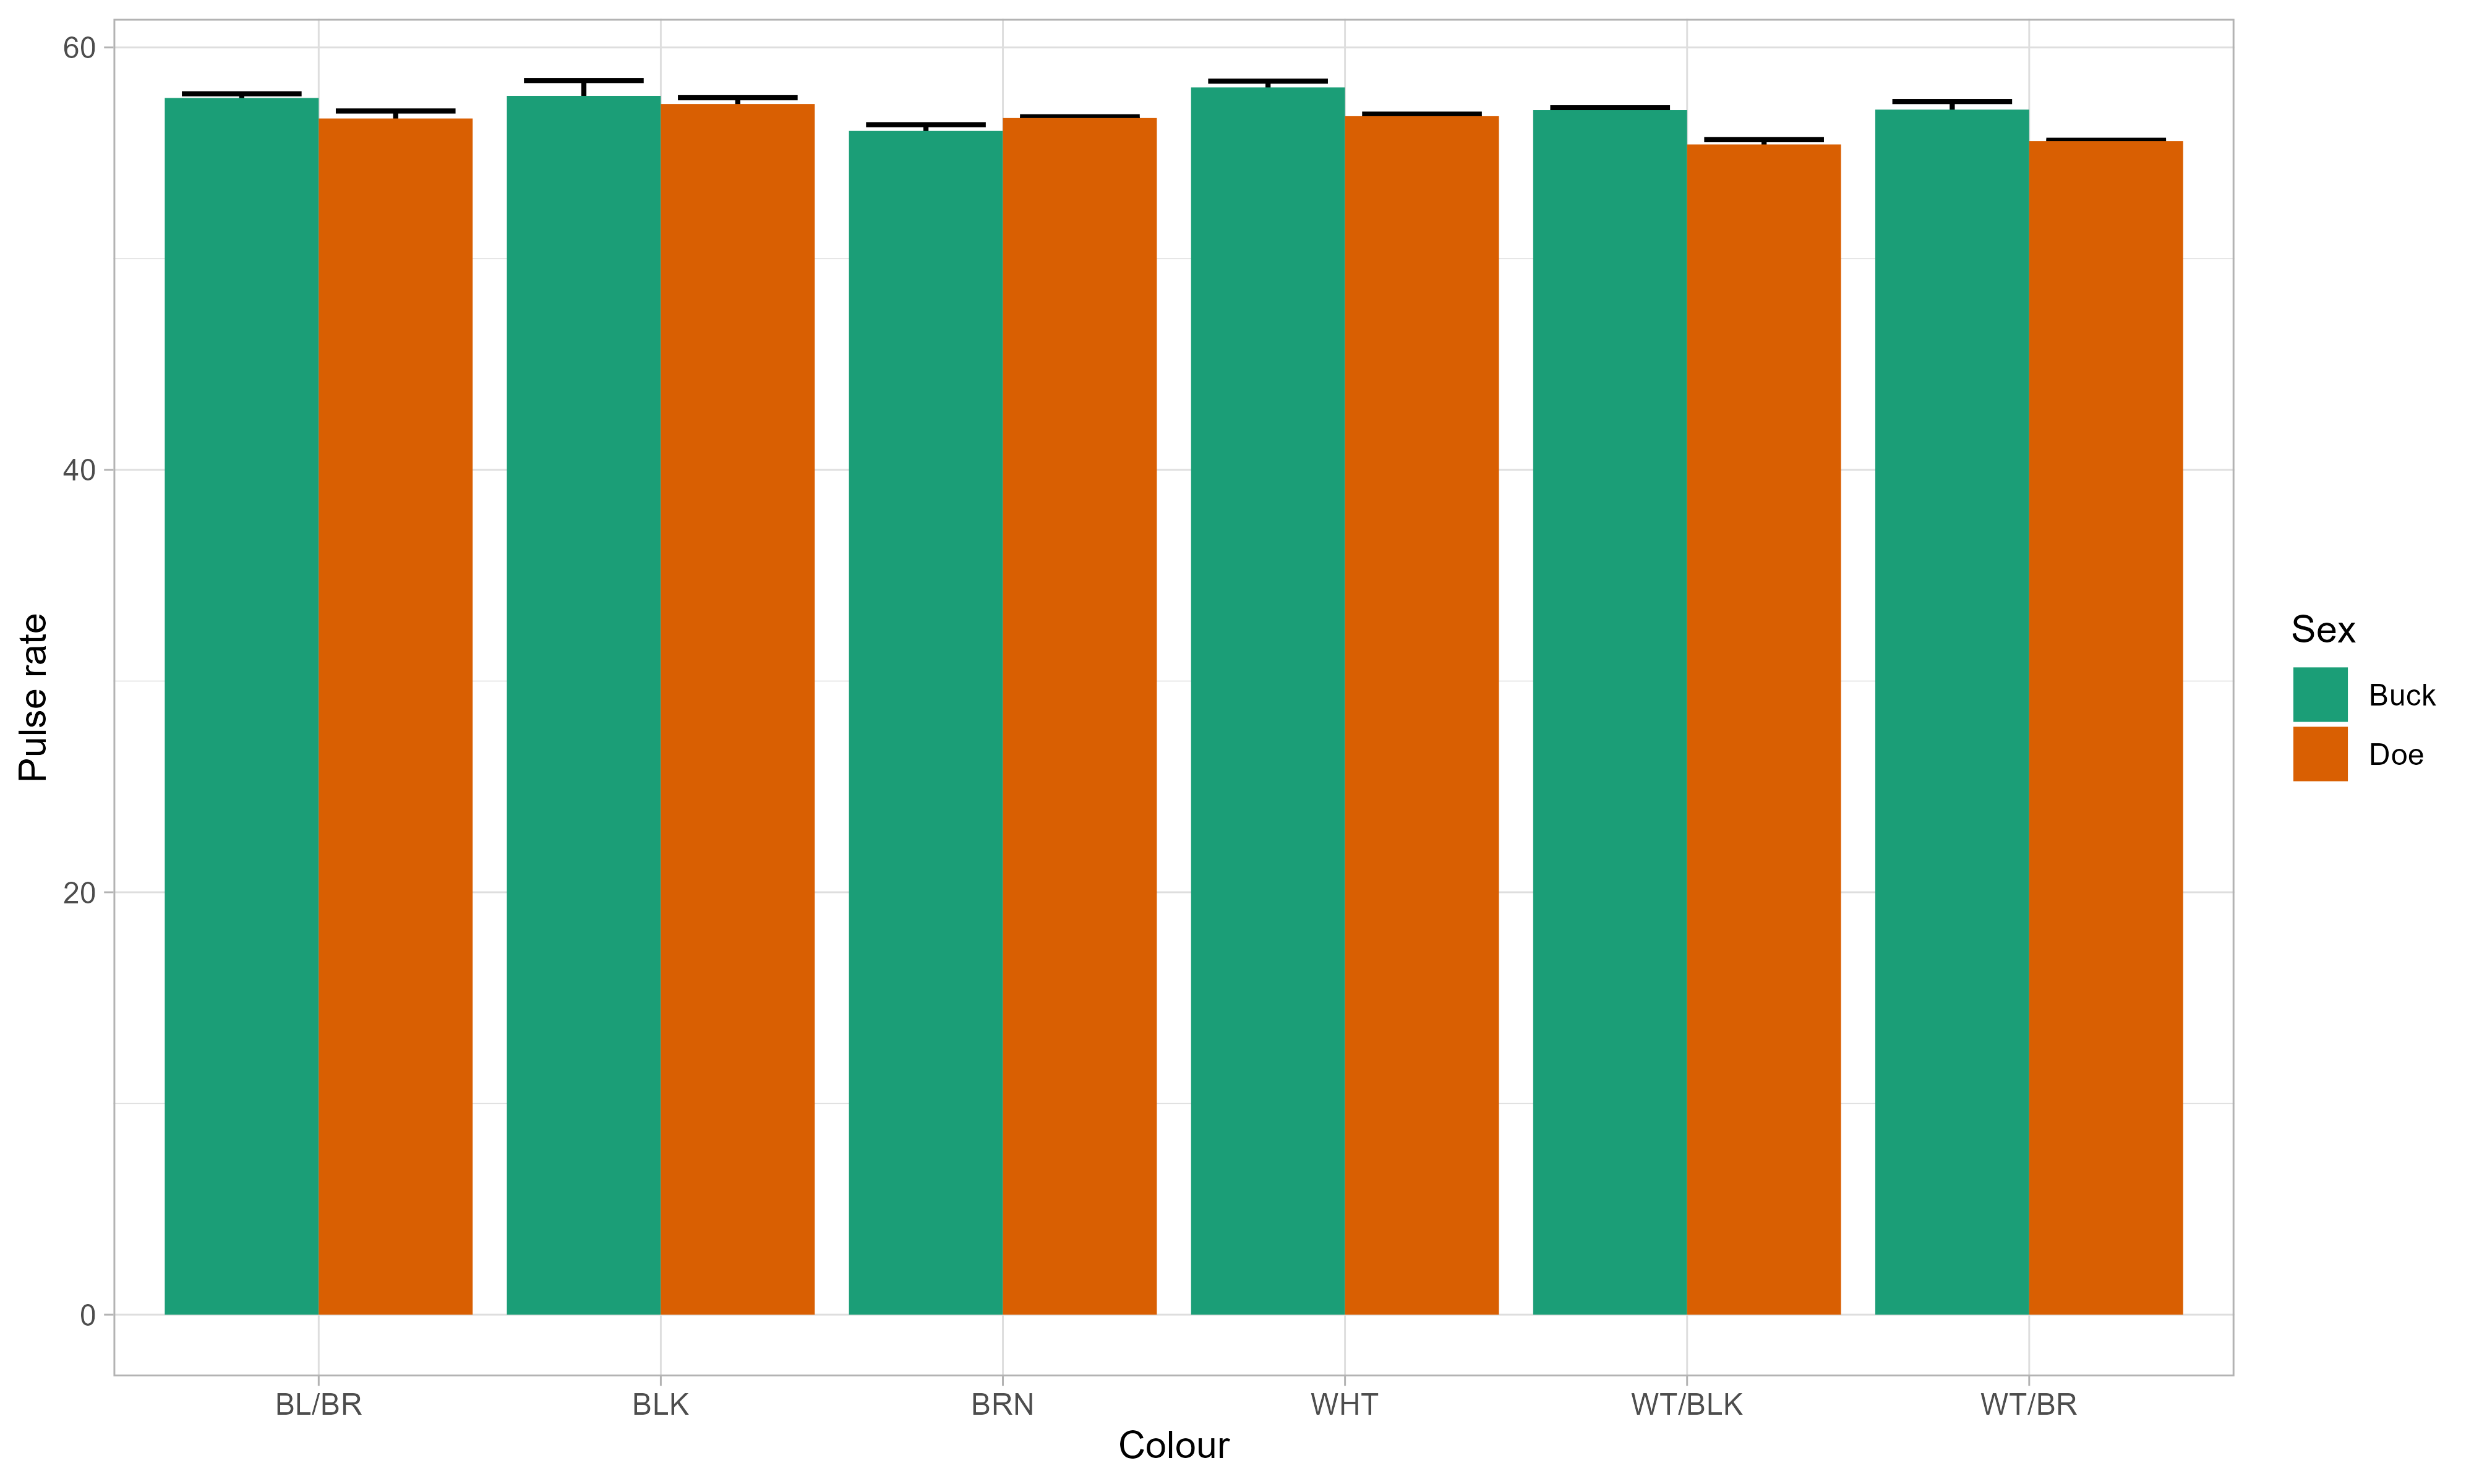 60
40
20
0
Pulse rate
BL/BR
BLK
BRN
WHT
WT/BLK
WT/BR
Colour
Sex
Buck
Doe